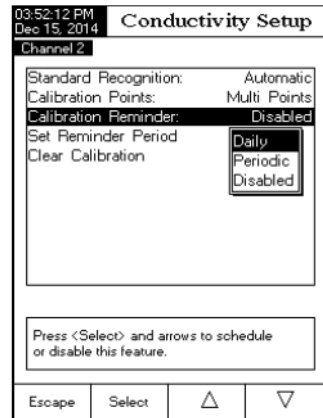 03:52:12 PM
Dec 15, 2014
Conductivity Setup
Channel 2
Standard Recognition: Automatic
Calibration Points: Multi Points
Calibration Reminder: Disabled
Set Reminder Period
Clear Calibration
Daily
Periodic
Disabled
Press <Select> and arrows to schedule
or disable this feature.
Escape Select △ ▽